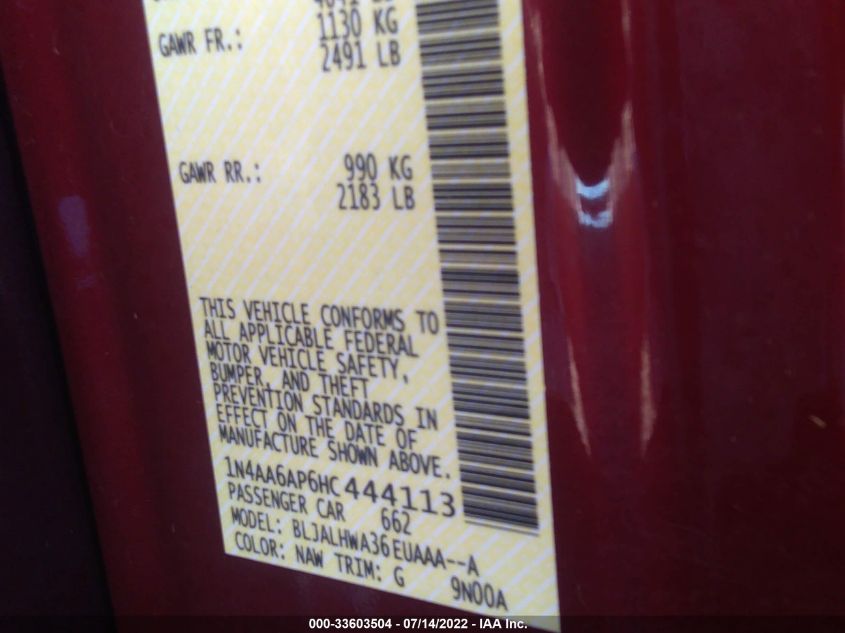 GAWR FR.: 1130 KG
2491 LB
GAWR RR.: 990 KG
2183 LB
THIS VEHICLE CONFORMS TO
ALL APPLICABLE FEDERAL
MOTOR VEHICLE SAFETY,
BUMPER, AND THEFT
PREVENTION STANDARDS IN
EFFECT ON THE DATE OF
MANUFACTURE SHOWN ABOVE.
1N4AA6AP6HC444113
PASSENGER CAR 662
MODEL: BLJALHWA36EUAAA--A
COLOR: NAW TRIM: G 9N00A
000-33603504 - 07/14/2022 - IAA Inc.